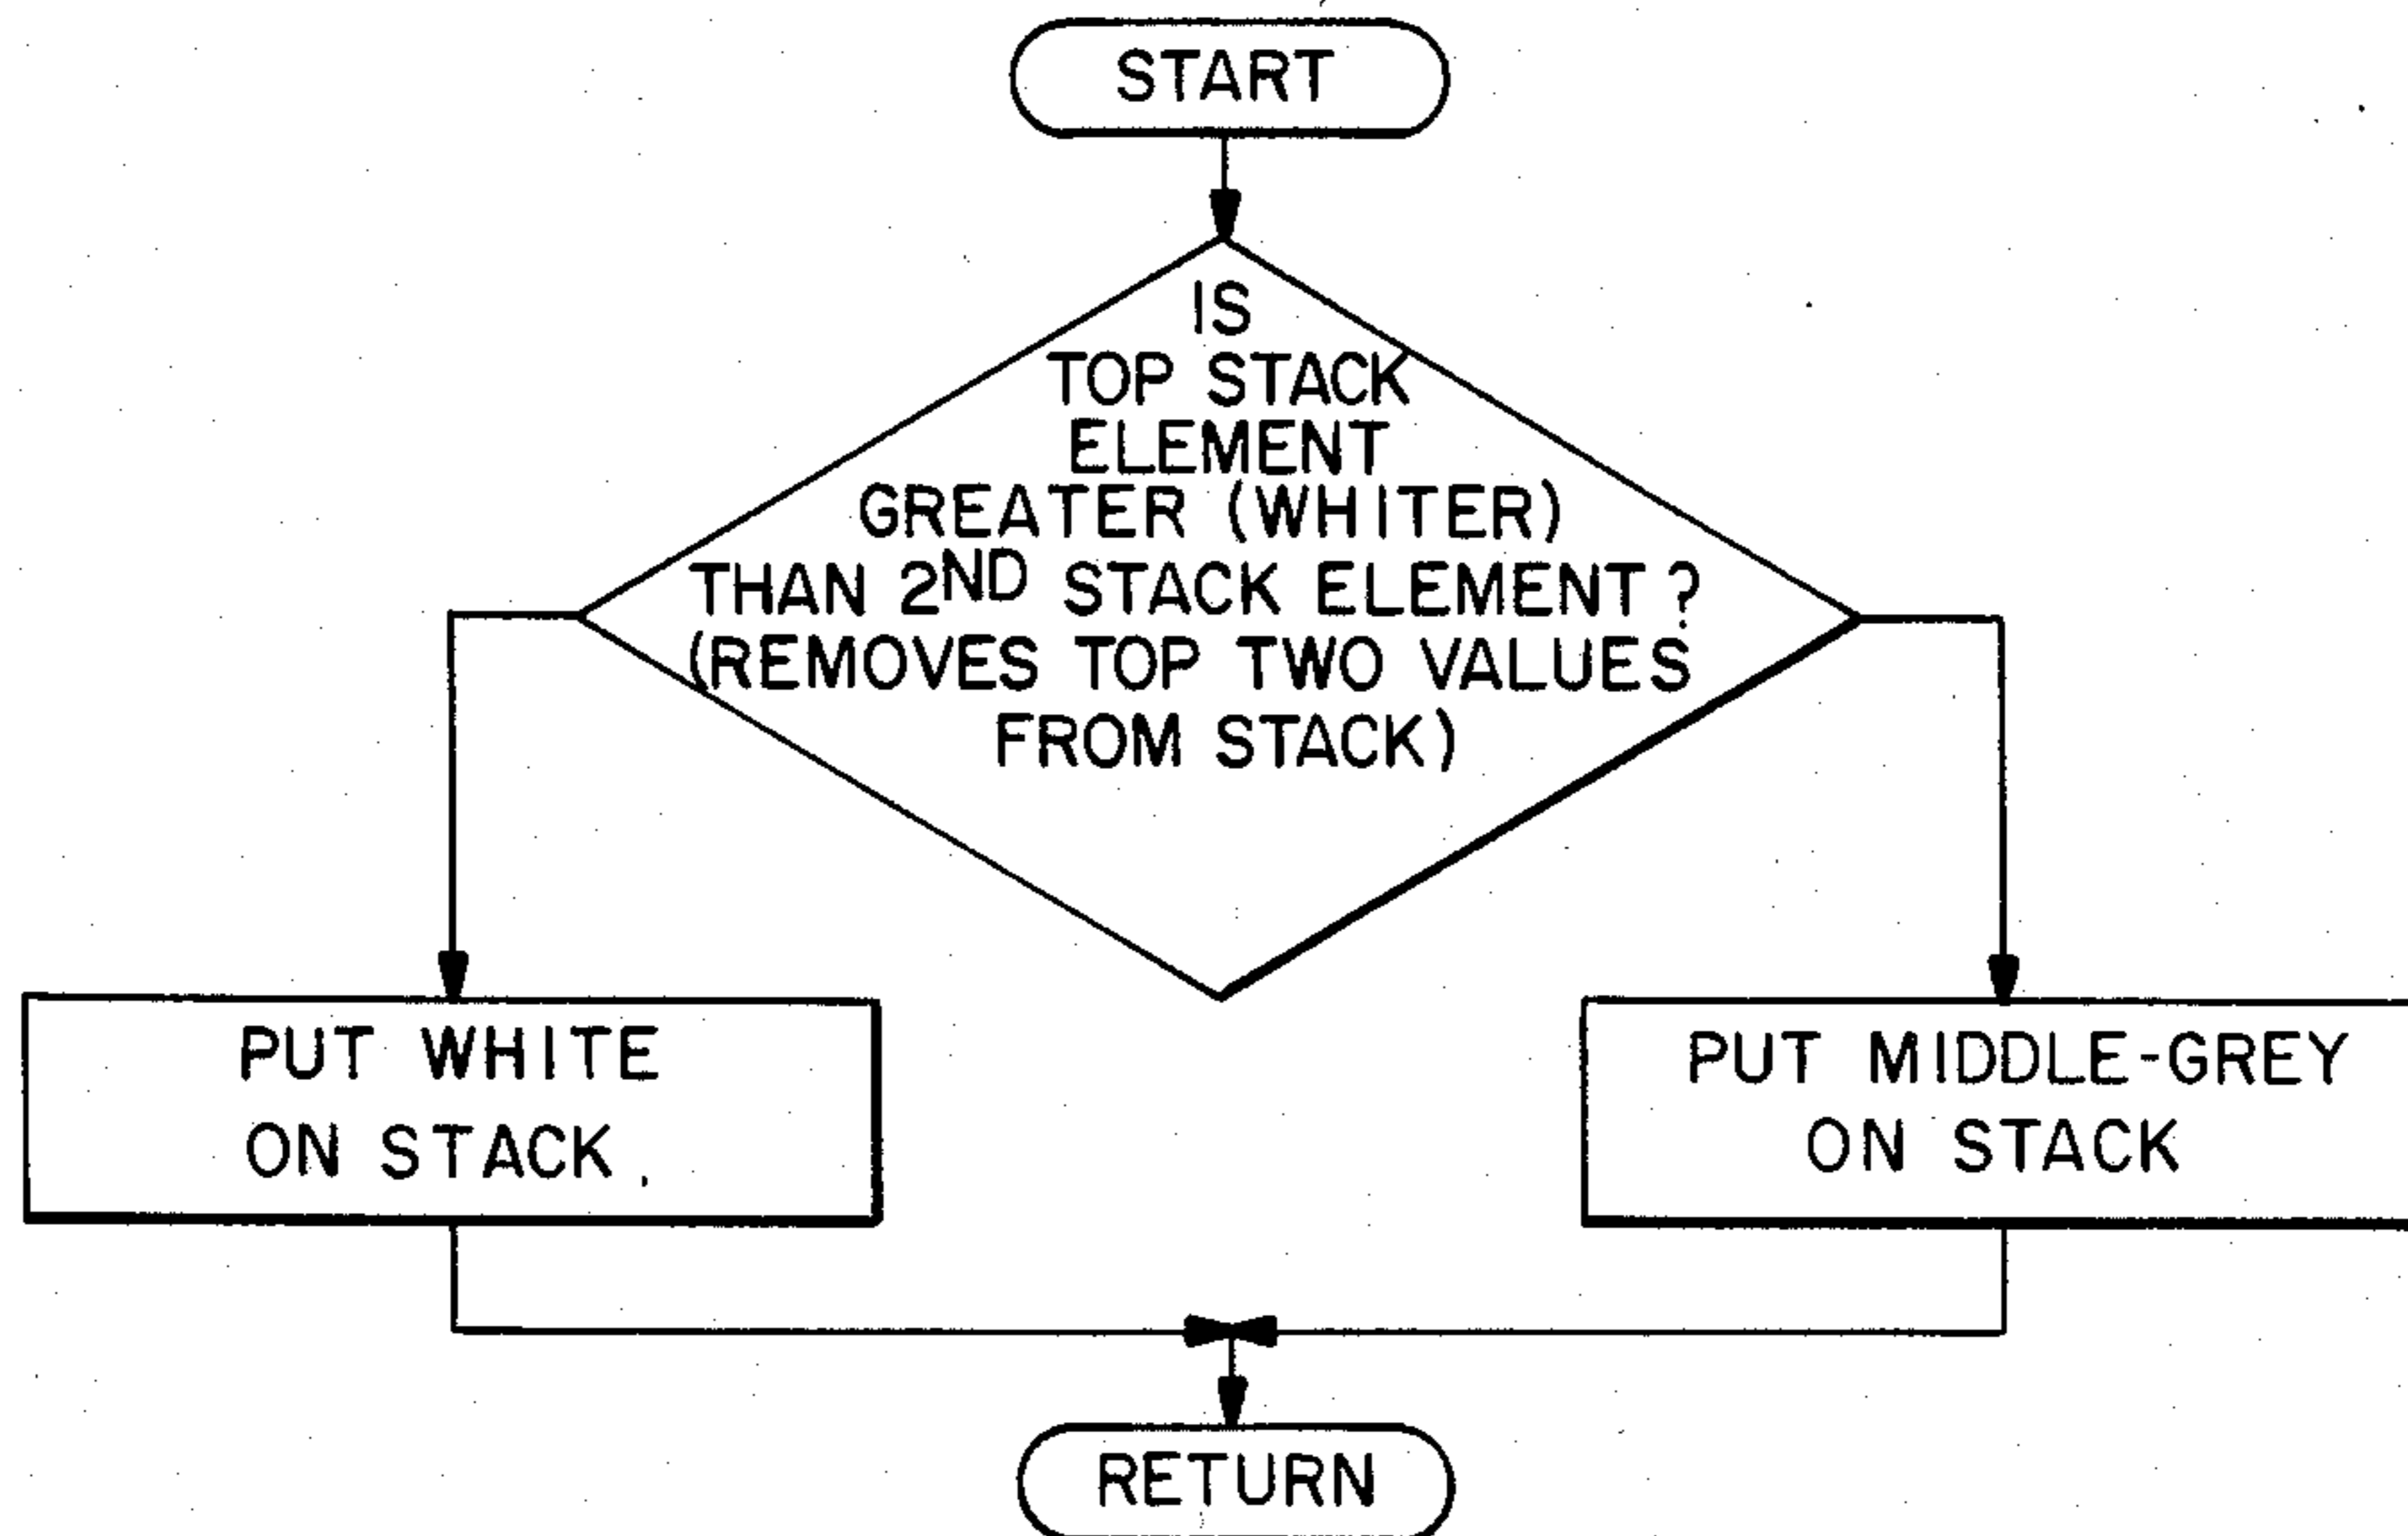 START
IS
TOP STACK
ELEMENT
GREATER (WHITER)
THAN 2ND STACK ELEMENT?
(REMOVES TOP TWO VALUES
FROM STACK)
PUT WHITE
ON STACK
PUT MIDDLE-GREY
ON STACK
RETURN